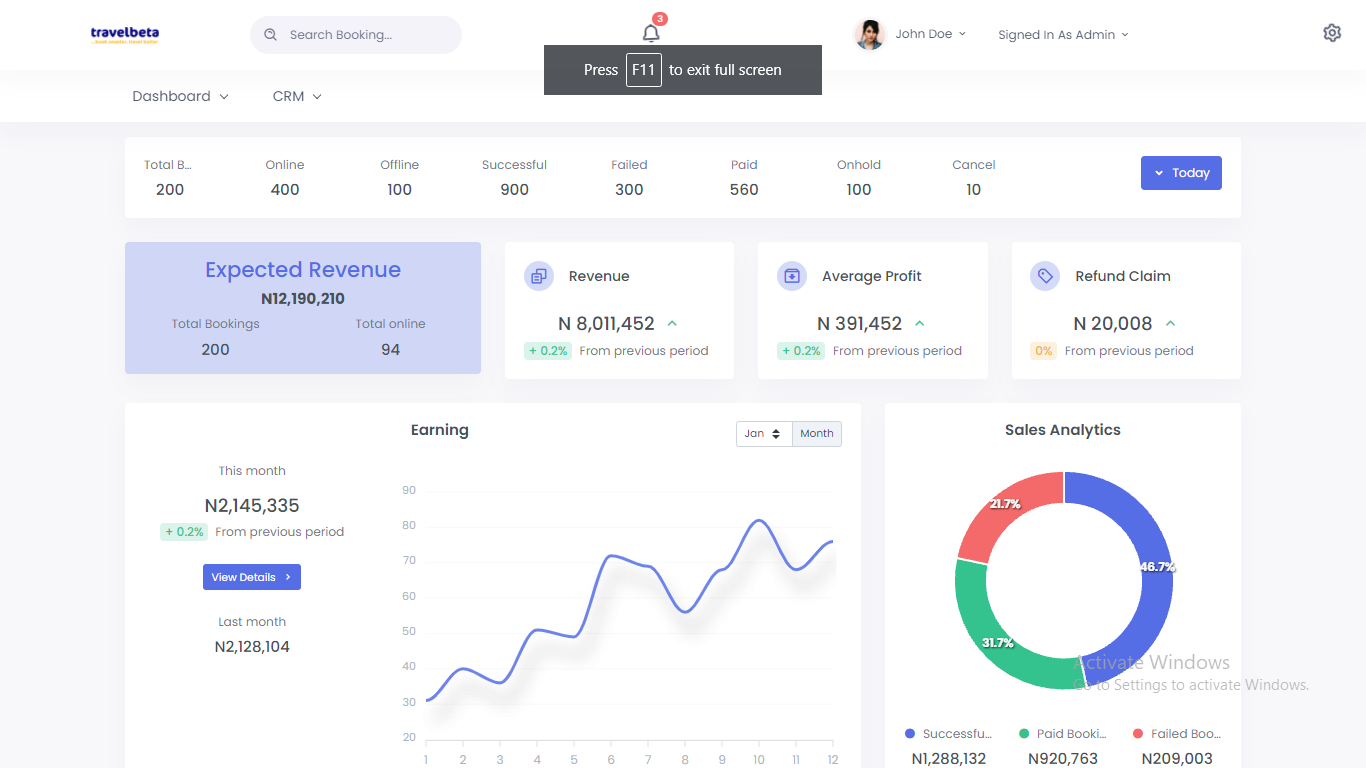 travelbeta
Search Booking...
3
John Doe
Signed In As Admin
Press F11 to exit full screen
Dashboard
CRM
Total B... Online Offline Successful Failed Paid Onhold Cancel
200 400 100 900 300 560 100 10
Today
Expected Revenue
N12,190,210
Total Bookings Total online
200 94
Revenue
N 8,011,452
+ 0.2% From previous period
Average Profit
N 391,452
+ 0.2% From previous period
Refund Claim
N 20,008
0% From previous period
Earning
Jan Month
This month
N2,145,335
+ 0.2% From previous period
View Details
Last month
N2,128,104
90
80
70
60
50
40
30
20
1 2 3 4 5 6 7 8 9 10 11 12
Sales Analytics
21.7%
46.7%
31.7%
Activate Windows
Go to Settings to activate Windows.
Successfu... Paid Booki... Failed Boo...
N1,288,132 N920,763 N209,003